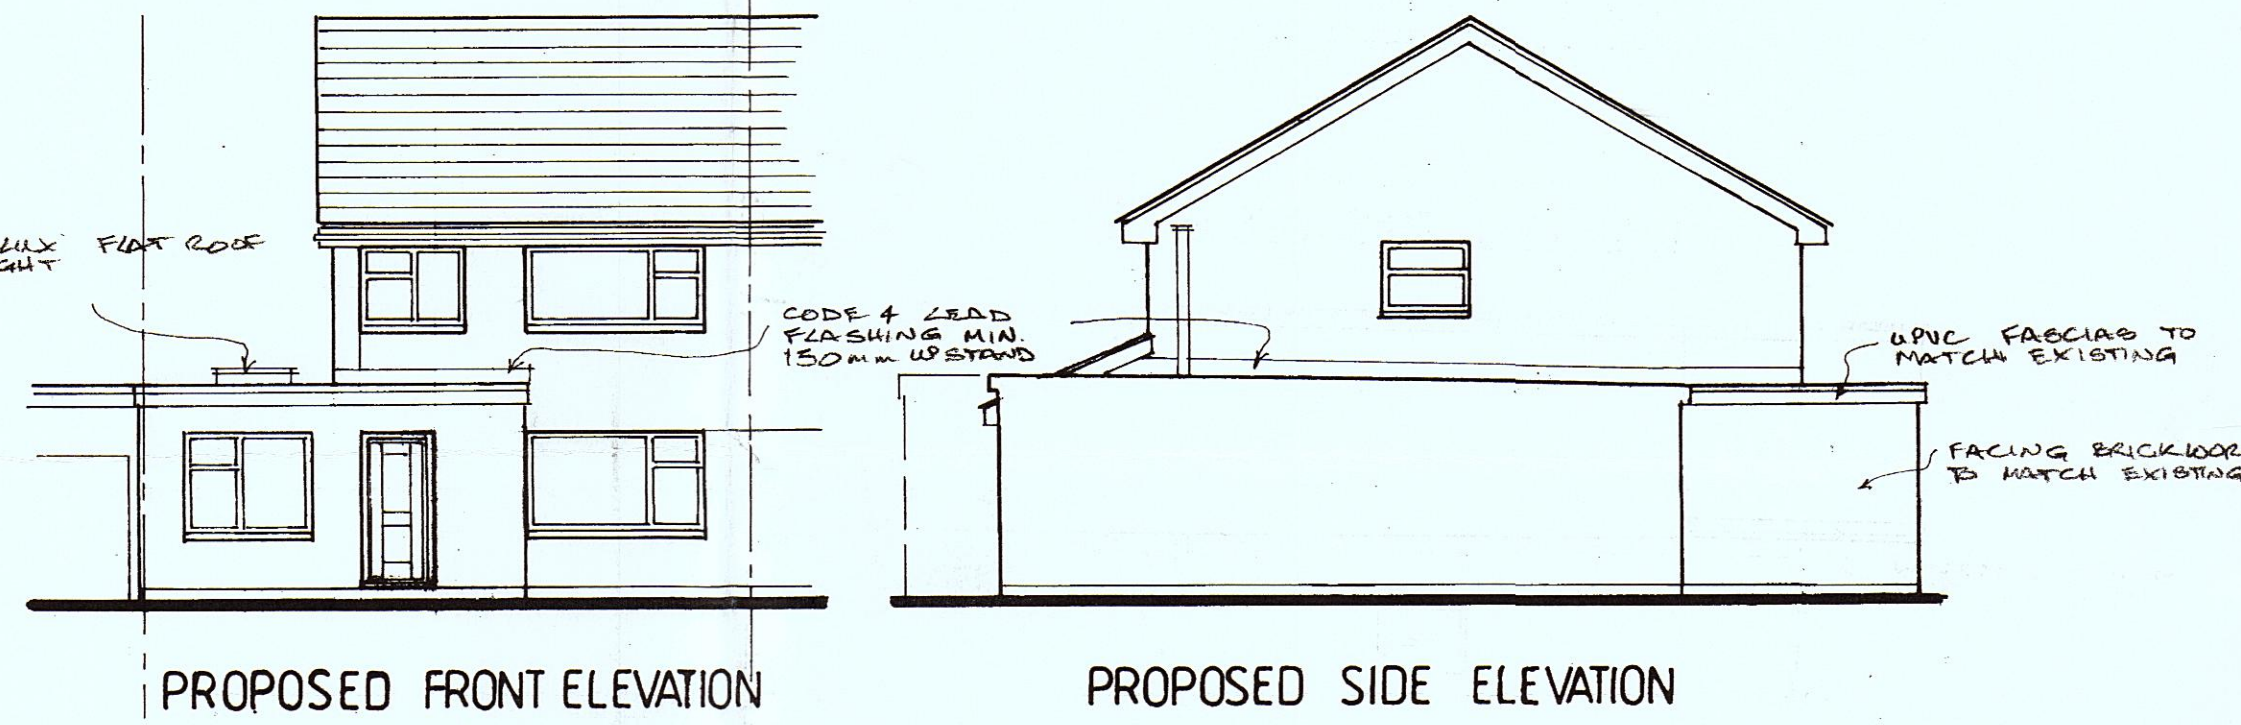 FLAT ROOF
CODE 4 LEAD
FLASHING MIN.
150mm UPSTAND
UPVC FASCIAS TO
MATCH EXISTING
FACING BRICKWOR
TO MATCH EXISTING
PROPOSED FRONT ELEVATION
PROPOSED SIDE ELEVATION